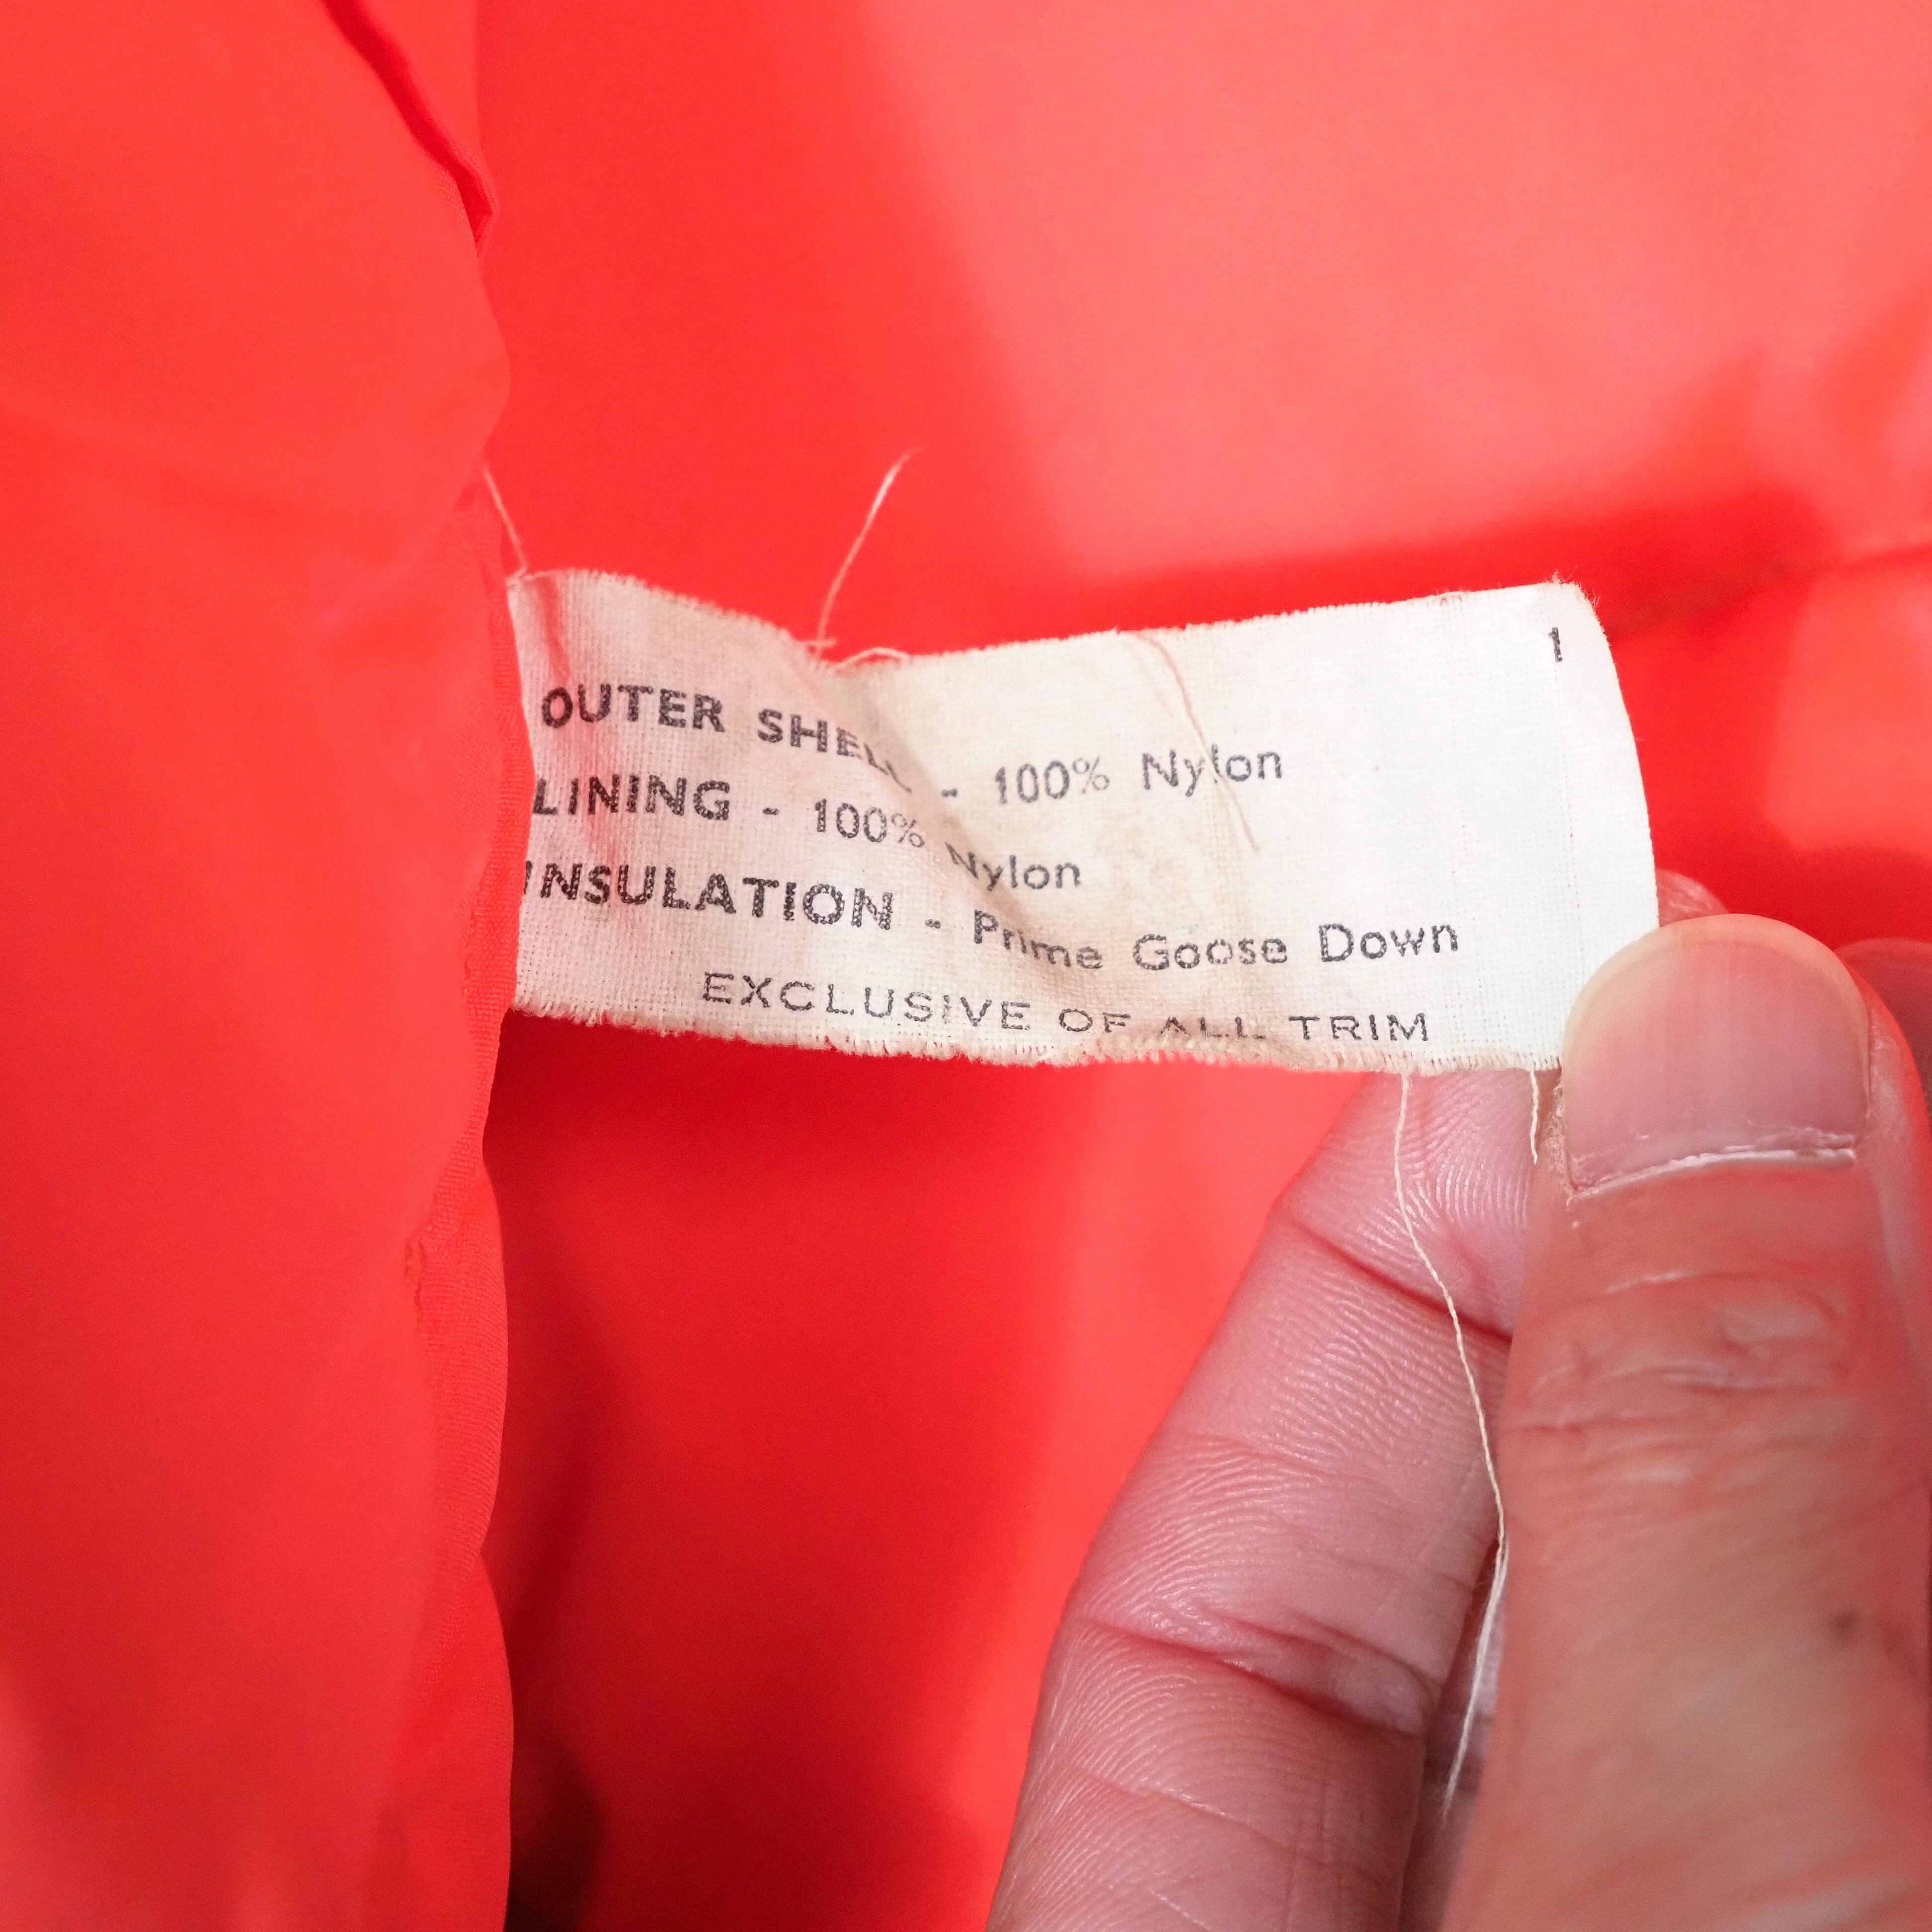 1
OUTER SHELL - 100% Nylon
LINING - 100% Nylon
INSULATION - Prime Goose Down
EXCLUSIVE OF ALL TRIM